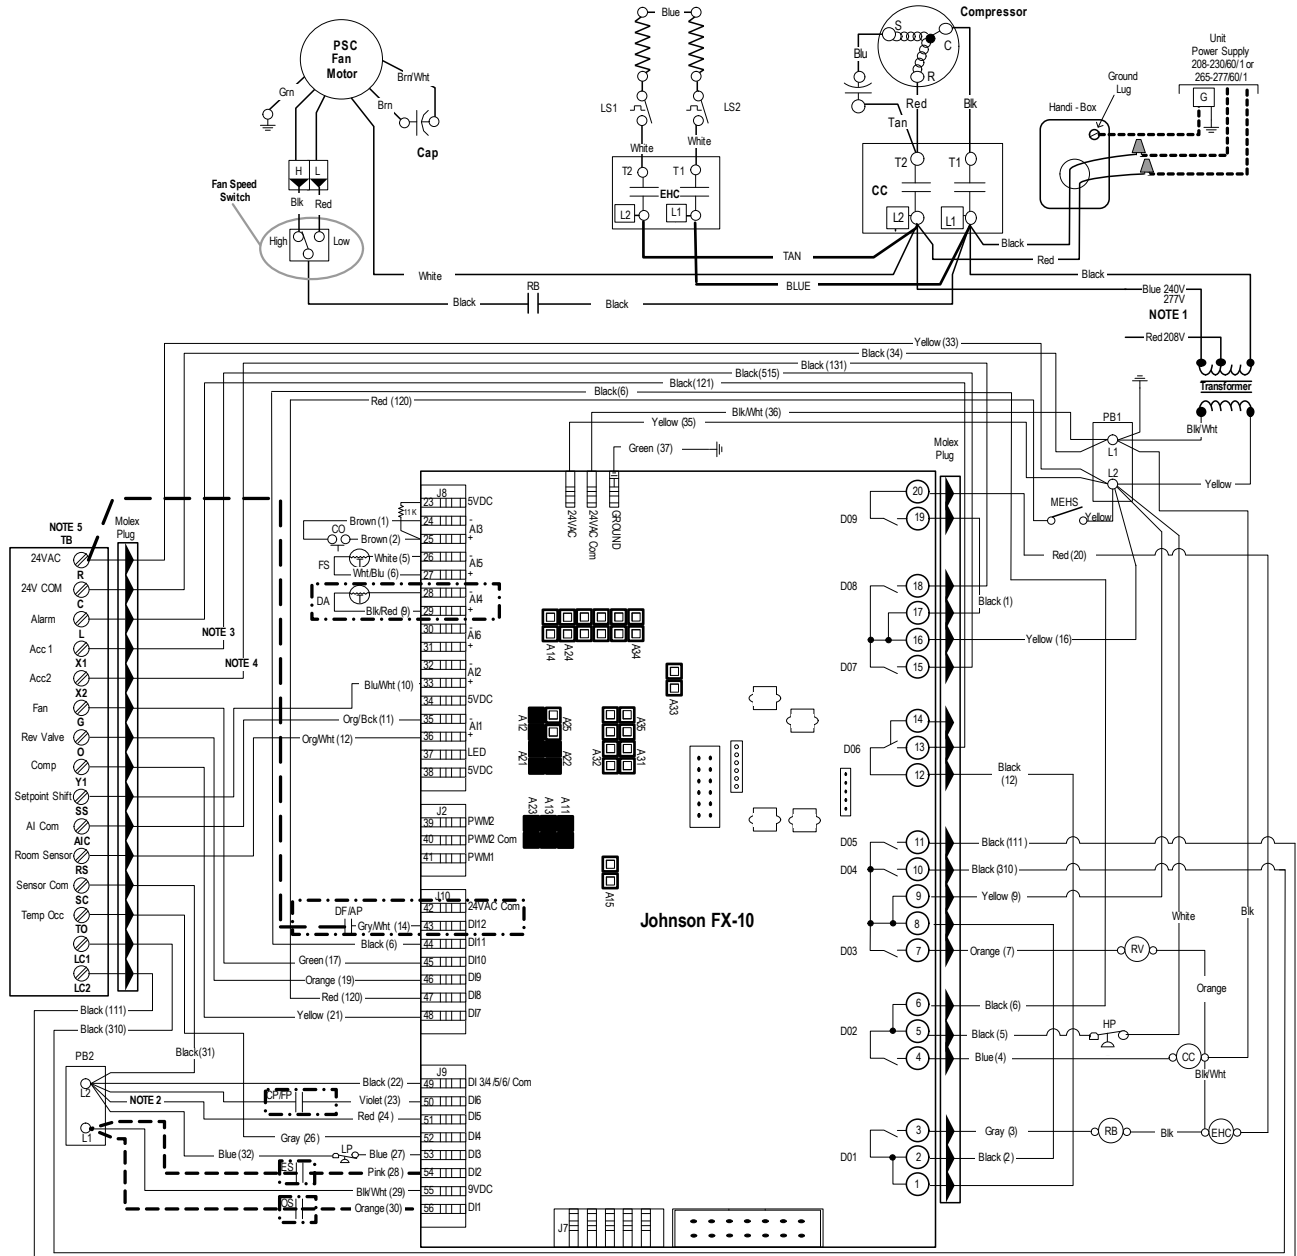 PSC
Fan
Motor
Grn
Brn/Wht
Brn
Cap
H
L
Fan Speed
Switch
Blk
Red
High
Low
Blue
LS1
LS2
White
White
T2
T1
EHC
L2
L1
Compressor
S
C
R
Blu
Red
Blk
Tan
T2
T1
CC
L2
L1
Unit
Power Supply
208-230/60/1 or
265-277/60/1
G
Ground
Lug
Handi - Box
Black
Red
TAN
BLUE
White
Black
RB
Black
Black
Blue 240V
277V
NOTE 1
Red 208V
Transformer
Yellow (33)
Black (34)
Black (131)
Black(515)
Black(121)
Black(6)
Red (120)
Blk/Wht (36)
Yellow (35)
Green (37)
PB1
L1
L2
Blk/Wht
Yellow
MEHS
Yellow
Molex
Plug
24VAC
24VAC Com
GROUND
NOTE 5
TB
Molex
Plug
24VAC
R
24V COM
C
Alarm
L
Acc 1
X1
Acc2
X2
Fan
G
Rev Valve
O
Comp
Y1
Setpoint Shift
SS
AI Com
AIC
Room Sensor
RS
Sensor Com
SC
Temp Occ
TO
LC1
LC2
NOTE 3
NOTE 4
J8
23 5VDC
11 K
Brown (1) 24 -
CO
AI3
Brown (2) 25 +
FS
White (5) 26 -
AI5
Wht/Blu (6) 27 +
DA
28 -
AI4
Blk/Red (9) 29 +
30 -
AI6
31 +
32 -
AI2
Blu/Wht (10) 33 +
34 5VDC
Org/Bck (11) 35 -
AI1
Org/Wht (12) 36 +
37 LED
38 5VDC
J2
39 PWM2
40 PWM2 Com
41 PWM1
J10
42 24VAC Com
DF/AP
Gry/Wht (14) 43 DI12
Black (6) 44 DI11
Green (17) 45 DI10
Orange (19) 46 DI9
Red (120) 47 DI8
Yellow (21) 48 DI7
J9
Black (22) 49 DI 3/4 /5/6/ Com
CP/FP
Violet (23) 50 DI6
Red (24) 51 DI5
Gray (26) 52 DI4
Blue (32)
LP
Blue (27) 53 DI3
ES
Pink (28) 54 DI2
Blk/Wht (29) 55 9VDC
OS
Orange (30) 56 DI1
Black (111)
Black (310)
Black(31)
PB2
L2
L1
NOTE 2
A14
A24
A34
A33
A12
A25
A21
A22
A35
A32
A31
A23
A13
A11
A15
Johnson FX-10
J7
20
D09
19
D08
18
17
Black (1)
16
Yellow (16)
D07
15
14
D06
13
12
Black
(12)
Red (20)
D05
11
Black (111)
D04
10
Black (310)
9
Yellow (9)
8
D03
7
Orange (7)
RV
White
Blk
Orange
6
Black (6)
D02
5
Black (5)
HP
4
Blue (4)
CC
Blk/Wht
3
Gray (3)
RB
Blk
EHC
D01
2
Black (2)
1